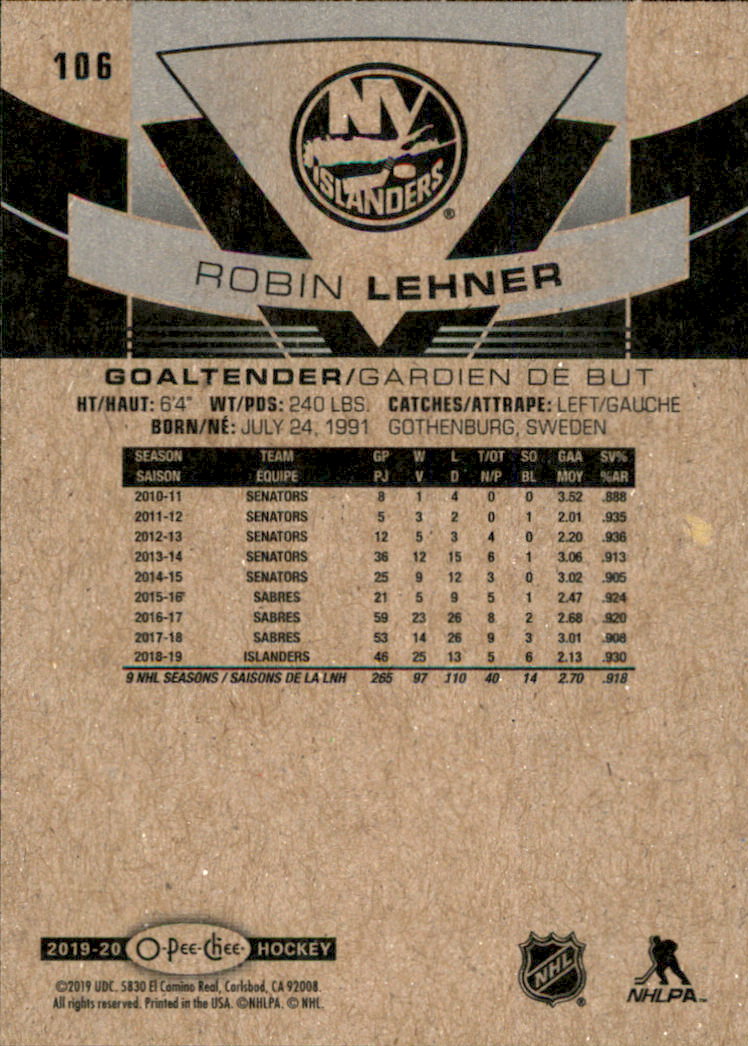 106
NY
ISLANDERS
®
ROBIN LEHNER
GOALTENDER/GARDIEN DE BUT
HT/HAUT: 6'4" WT/PDS: 240 LBS. CATCHES/ATTRAPE: LEFT/GAUCHE
BORN/NÉ: JULY 24, 1991 GOTHENBURG, SWEDEN
SEASON TEAM GP W L T/OT SO GAA SV%
SAISON ÉQUIPE PJ V D N/P BL MOY %AR
2010-11 SENATORS 8 1 4 0 0 3.52 .888
2011-12 SENATORS 5 3 2 0 1 2.01 .935
2012-13 SENATORS 12 5 3 4 0 2.20 .936
2013-14 SENATORS 36 12 15 6 1 3.06 .913
2014-15 SENATORS 25 9 12 3 0 3.02 .905
2015-16 SABRES 21 5 9 5 1 2.47 .924
2016-17 SABRES 59 23 26 8 2 2.68 .920
2017-18 SABRES 53 14 26 9 3 3.01 .908
2018-19 ISLANDERS 46 25 13 5 6 2.13 .930
9 NHL SEASONS / SAISONS DE LA LNH 265 97 110 40 14 2.70 .918
2019-20 O-Pee-Chee HOCKEY
©2019 UDC. 5830 El Camino Real, Carlsbad, CA 92008.
All rights reserved. Printed in the USA. ©NHLPA. © NHL.
NHL ®
NHLPA™